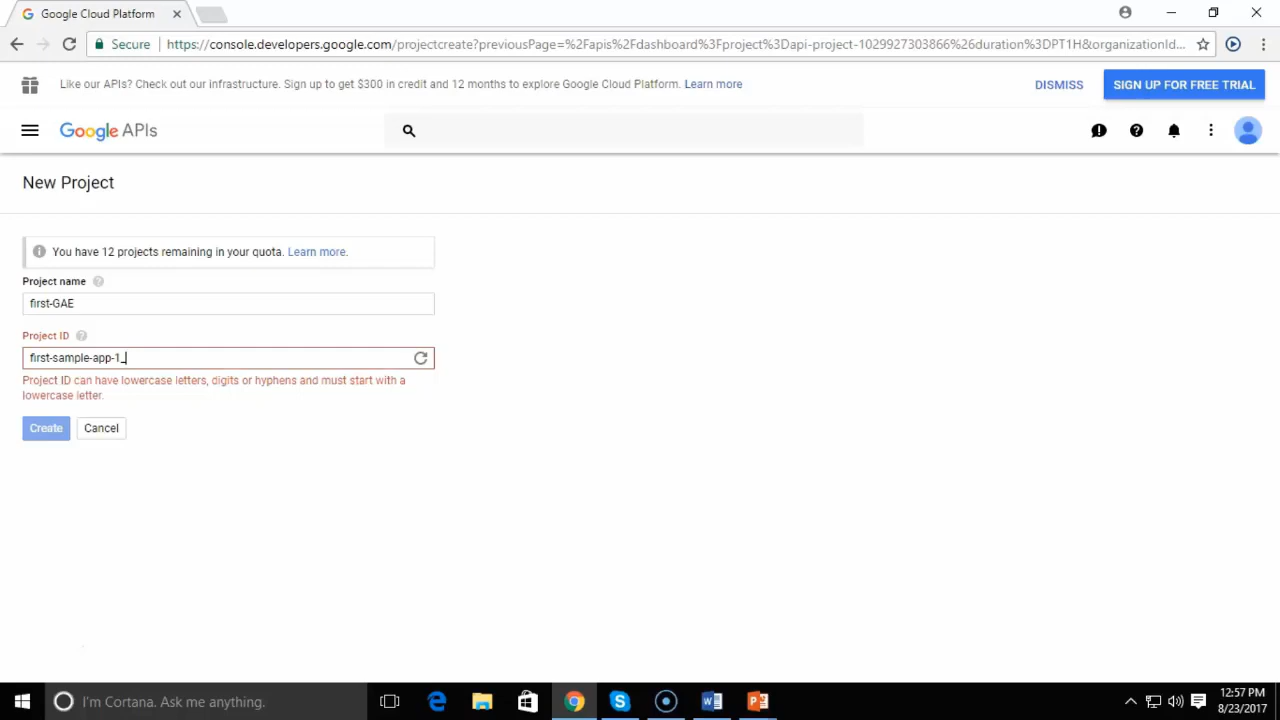 Google Cloud Platform
Secure
https://console.developers.google.com/projectcreate?previousPage=%2Fapis%2Fdashboard%3Fproject%3Dapi-project-1029927303866%26duration%3DPT1H&organizationId...
Like our APIs? Check out our infrastructure. Sign up to get $300 in credit and 12 months to explore Google Cloud Platform. Learn more
DISMISS
SIGN UP FOR FREE TRIAL
Google APIs
New Project
You have 12 projects remaining in your quota. Learn more.
Project name
first-GAE
Project ID
first-sample-app-1_
Project ID can have lowercase letters, digits or hyphens and must start with a
lowercase letter.
Create Cancel
I'm Cortana. Ask me anything.
12:57 PM
8/23/2017